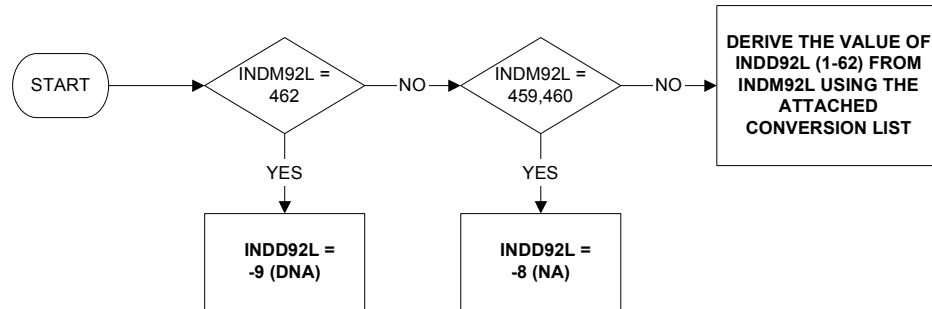 START
INDM92L =
462
NO
INDM92L =
459,460
NO
DERIVE THE VALUE OF
INDD92L (1-62) FROM
INDM92L USING THE
ATTACHED
CONVERSION LIST
YES
YES
INDD92L =
-9 (DNA)
INDD92L =
-8 (NA)